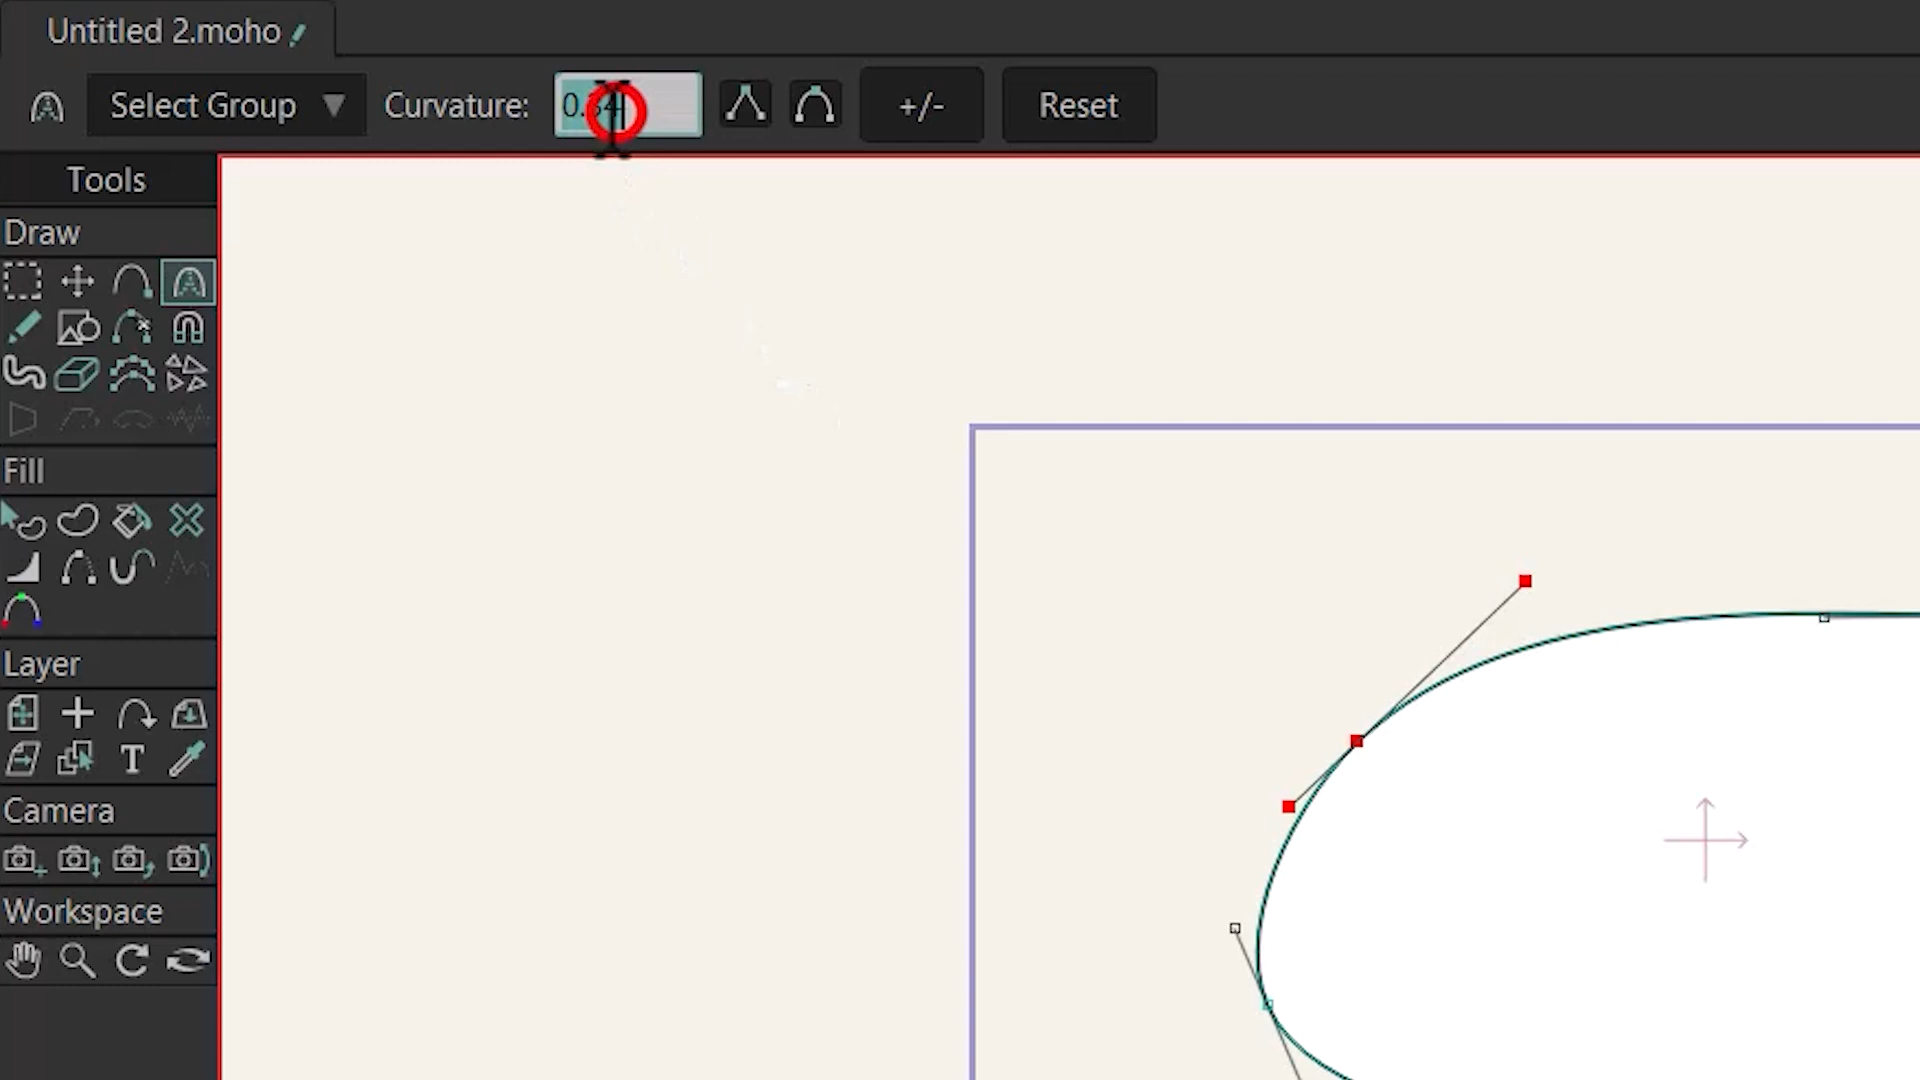 Untitled 2.moho
Select Group Curvature: +/- Reset
Tools
Draw
Fill
Layer
T
Camera
Workspace